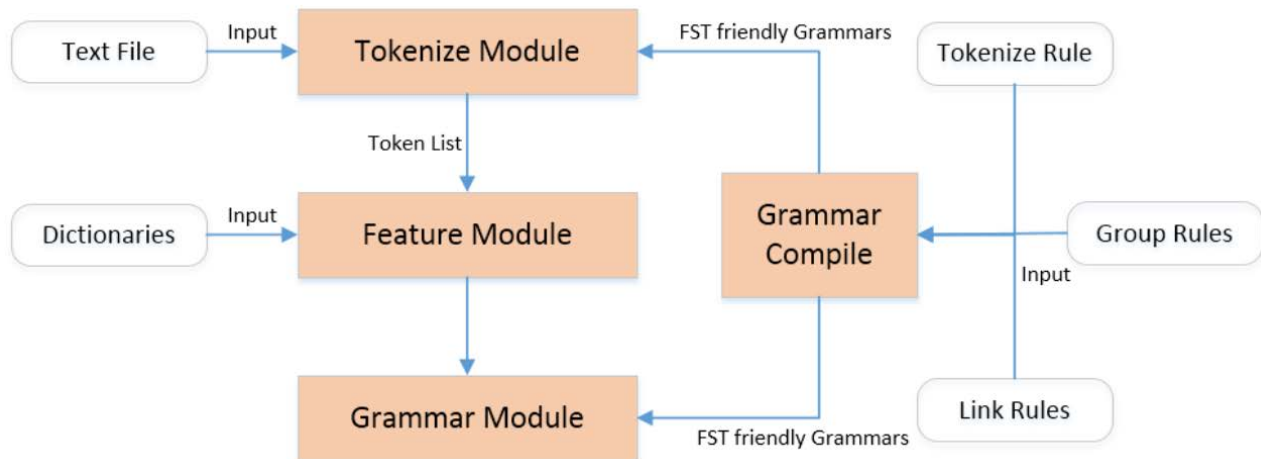 Input
FST friendly Grammars
Text File
Tokenize Module
Tokenize Rule
Token List
Input
Dictionaries
Feature Module
Grammar
Compile
Group Rules
Input
Grammar Module
Link Rules
FST friendly Grammars